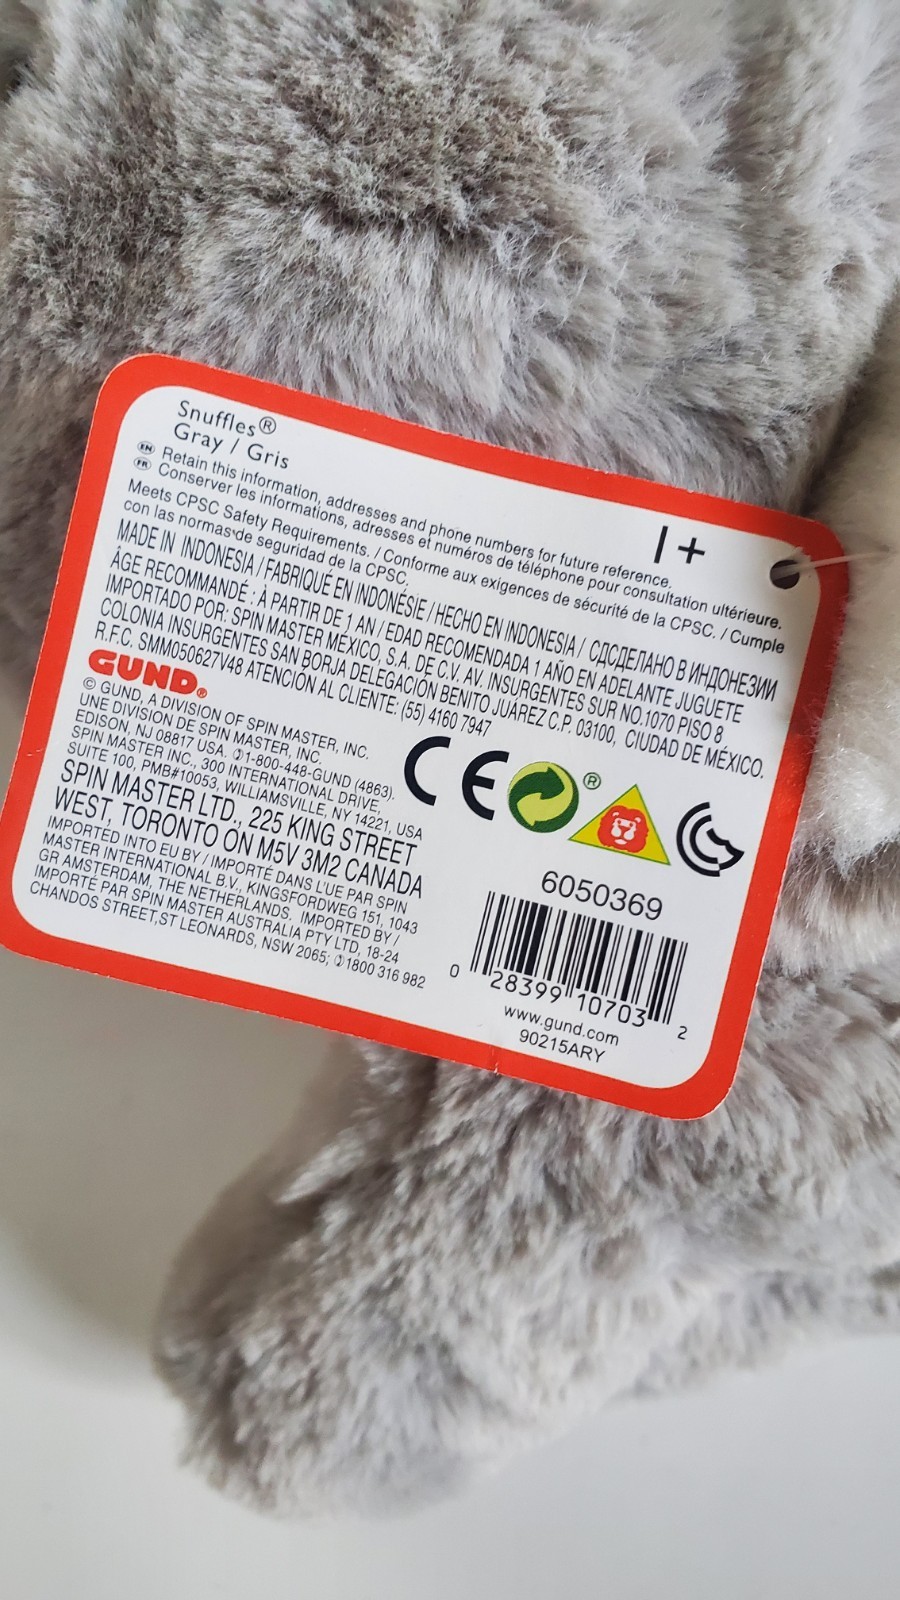 Snuffles®
Gray / Gris
1+
EN Retain this information, addresses and phone numbers for future reference.
FR Conserver les informations, adresses et numéros de téléphone pour consultation ultérieure.
Meets CPSC Safety Requirements. / Conforme aux exigences de sécurité de la CPSC. / Cumple
con las normas de seguridad de la CPSC.
MADE IN INDONESIA / FABRIQUÉ EN INDONÉSIE / HECHO EN INDONESIA / СДСДЕЛАНО В ИНДОНЕЗИИ
ÂGE RECOMMANDÉ : À PARTIR DE 1 AN / EDAD RECOMENDADA 1 AÑO EN ADELANTE JUGUETE
IMPORTADO POR: SPIN MASTER MÉXICO, S.A. DE C.V. AV. INSURGENTES SUR NO.1070 PISO 8
COLONIA INSURGENTES SAN BORJA DELEGACIÓN BENITO JUÁREZ C.P. 03100, CIUDAD DE MÉXICO.
R.F.C. SMM050627V48 ATENCIÓN AL CLIENTE: (55) 4160 7947
GUND®
© GUND, A DIVISION OF SPIN MASTER, INC.
UNE DIVISION DE SPIN MASTER, INC.
EDISON, NJ 08817 USA. ✆1-800-448-GUND (4863).
SPIN MASTER INC., 300 INTERNATIONAL DRIVE,
SUITE 100, PMB#10053, WILLIAMSVILLE, NY 14221, USA
SPIN MASTER LTD., 225 KING STREET
WEST, TORONTO ON M5V 3M2 CANADA
IMPORTED INTO EU BY / IMPORTÉ DANS L'UE PAR SPIN
MASTER INTERNATIONAL B.V., KINGSFORDWEG 151, 1043
GR AMSTERDAM, THE NETHERLANDS. IMPORTED BY /
IMPORTÉ PAR SPIN MASTER AUSTRALIA PTY LTD, 18-24
CHANDOS STREET,ST LEONARDS, NSW 2065; ✆1800 316 982
CE ®
6050369
0 28399 10703 2
www.gund.com
90215ARY